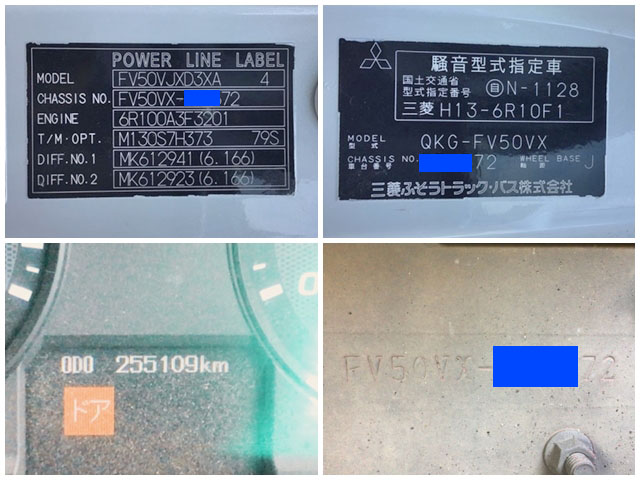 POWER LINE LABEL
MODEL FV50VJXD3XA 4
CHASSIS NO. FV50VX- 72
ENGINE 6R100A3F3201
T/M・OPT. M130S7H373 79S
DIFF.NO.1 MK612941(6.166)
DIFF.NO.2 MK612923(6.166)
騒音型式指定車
国土交通省
型式指定番号 自N-1128
三菱 H13-6R10F1
MODEL
型式 QKG-FV50VX
CHASSIS NO. 72 WHEEL BASE J
車台番号 軸距
三菱ふそうトラック・バス株式会社
ODO 255109km
ドア
FV50VX- 72